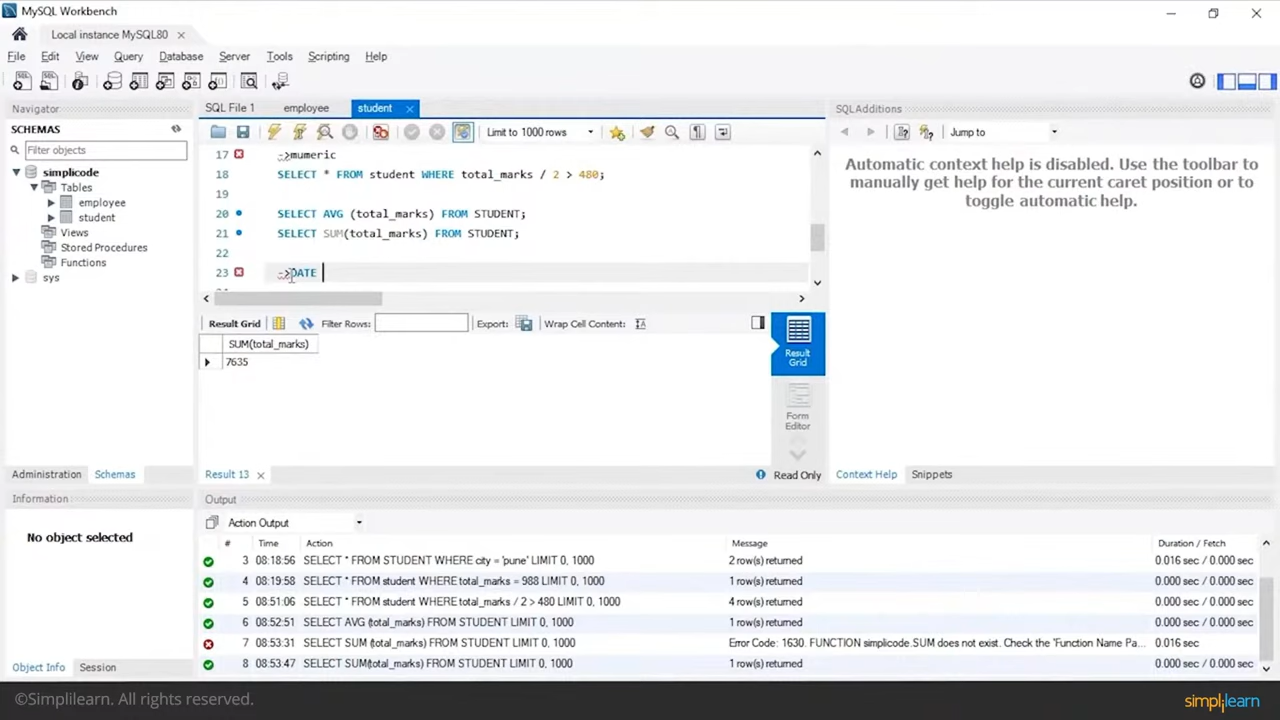 MySQL Workbench
Local instance MySQL80
File Edit View Query Database Server Tools Scripting Help
Navigator
SCHEMAS
Filter objects
simplicode
Tables
employee
student
Views
Stored Procedures
Functions
sys
Administration Schemas
Information
No object selected
Object Info Session
SQL File 1 employee student
Limit to 1000 rows
17 ->mumeric
18 SELECT * FROM student WHERE total_marks / 2 > 480;
19
20 SELECT AVG (total_marks) FROM STUDENT;
21 SELECT SUM(total_marks) FROM STUDENT;
22
23 ->DATE
Result Grid Filter Rows: Export: Wrap Cell Content:
SUM(total_marks)
7635
Result Grid
Form Editor
Result 13
Read Only
SQLAdditions
Jump to
Automatic context help is disabled. Use the toolbar to
manually get help for the current caret position or to
toggle automatic help.
Context Help Snippets
Output
Action Output
# Time Action Message Duration / Fetch
3 08:18:56 SELECT * FROM STUDENT WHERE city = 'pune' LIMIT 0, 1000 2 row(s) returned 0.016 sec / 0.000 sec
4 08:19:58 SELECT * FROM student WHERE total_marks = 988 LIMIT 0, 1000 1 row(s) returned 0.000 sec / 0.000 sec
5 08:51:06 SELECT * FROM student WHERE total_marks / 2 > 480 LIMIT 0, 1000 4 row(s) returned 0.000 sec / 0.000 sec
6 08:52:51 SELECT AVG (total_marks) FROM STUDENT LIMIT 0, 1000 1 row(s) returned 0.000 sec / 0.000 sec
7 08:53:31 SELECT SUM (total_marks) FROM STUDENT LIMIT 0, 1000 Error Code: 1630. FUNCTION simplicode.SUM does not exist. Check the 'Function Name Pa... 0.016 sec
8 08:53:47 SELECT SUM(total_marks) FROM STUDENT LIMIT 0, 1000 1 row(s) returned 0.000 sec / 0.000 sec
©Simplilearn. All rights reserved.
simplilearn